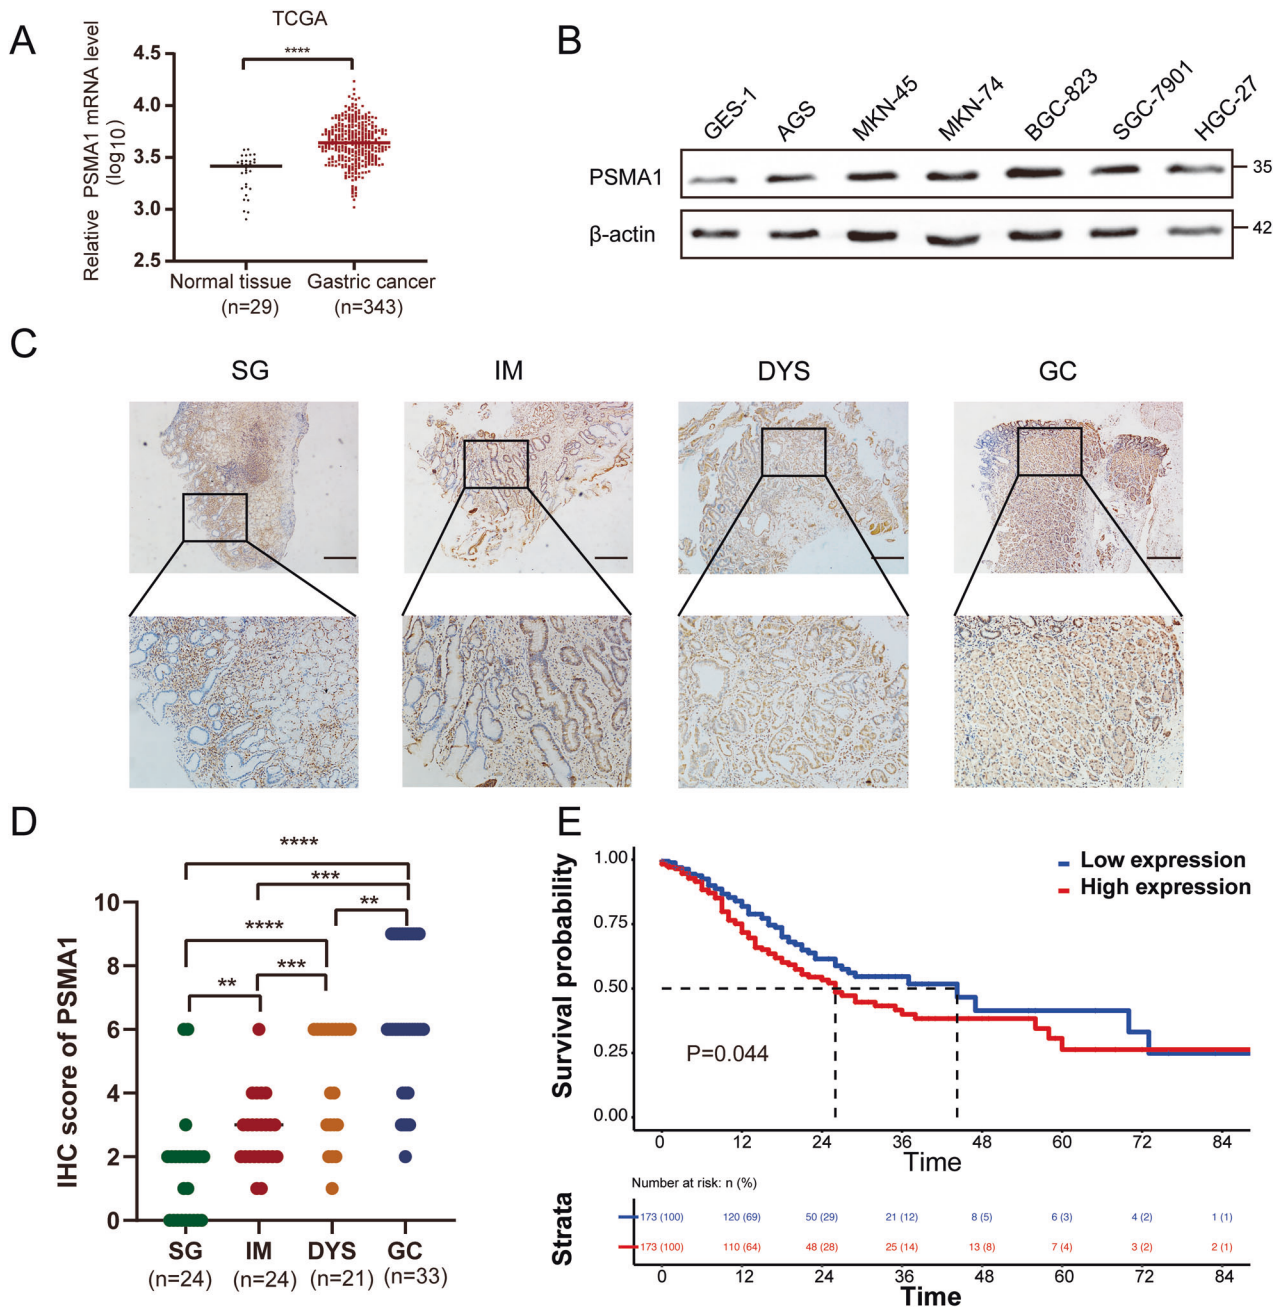 A
TCGA
Relative PSMA1 mRNA level
(log10)
4.5
4.0
3.5
3.0
2.5
****
Normal tissue
(n=29)
Gastric cancer
(n=343)
B
GES-1
AGS
MKN-45
MKN-74
BGC-823
SGC-7901
HGC-27
PSMA1
35
β-actin
42
C
SG
IM
DYS
GC
D
IHC score of PSMA1
10
8
6
4
2
0
****
***
**
****
***
**
SG
(n=24)
IM
(n=24)
DYS
(n=21)
GC
(n=33)
E
Survival probability
1.00
0.75
0.50
0.25
0.00
Low expression
High expression
P=0.044
0 12 24 36 48 60 72 84
Time
Number at risk: n (%)
Strata
173 (100) 120 (69) 50 (29) 21 (12) 8 (5) 6 (3) 4 (2) 1 (1)
173 (100) 110 (64) 48 (28) 25 (14) 13 (8) 7 (4) 3 (2) 2 (1)
0 12 24 36 48 60 72 84
Time